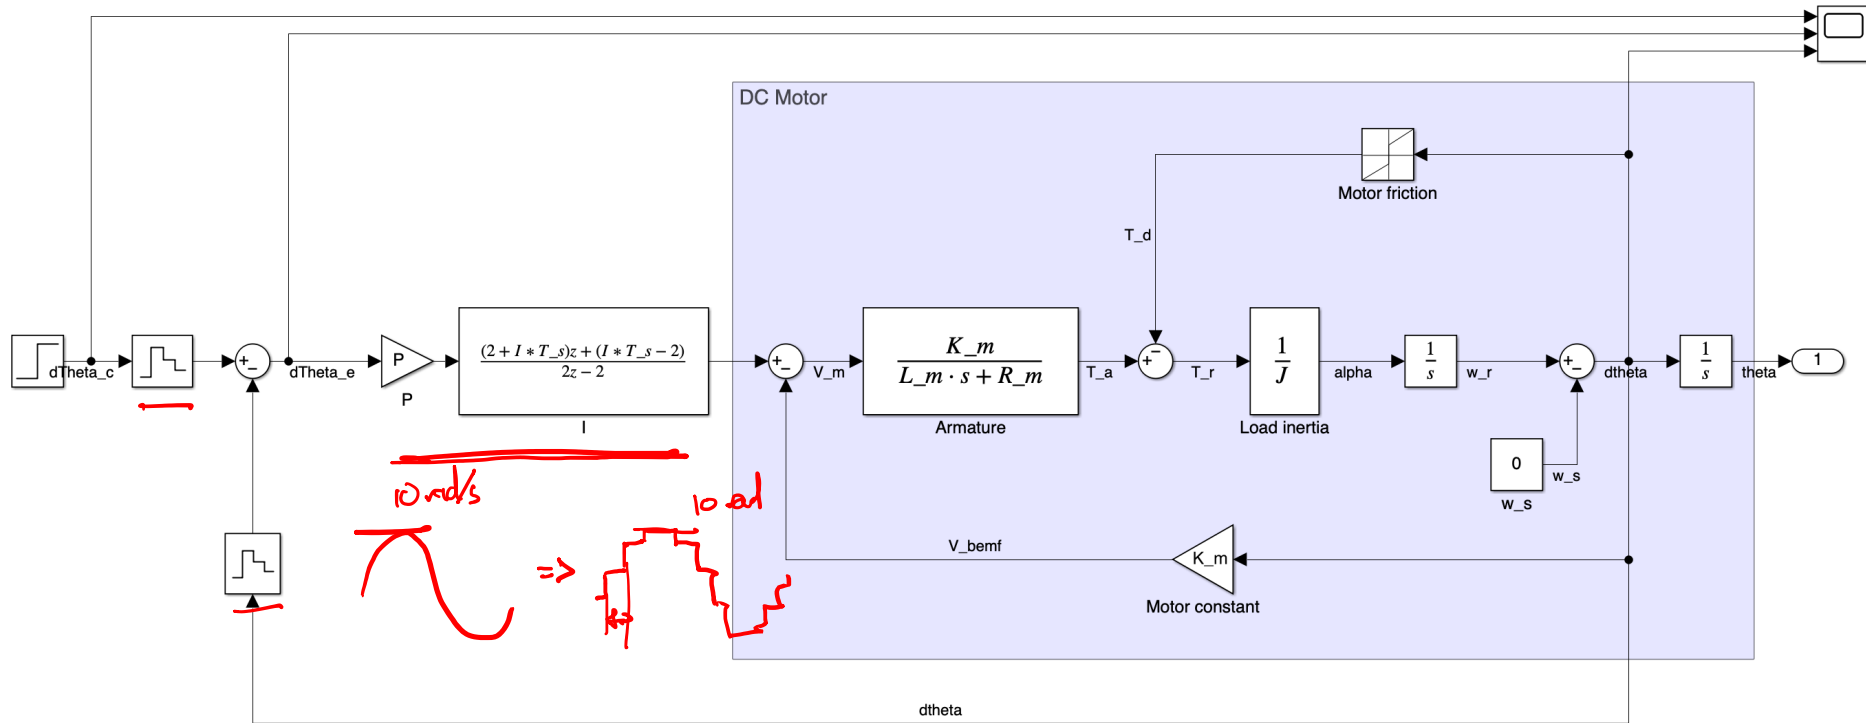 DC Motor
Motor friction
T_d
dTheta_c
+
−
dTheta_e
P
P
(2 + I * T_s)z + (I * T_s − 2)
2z − 2
I
+
−
V_m
K_m
L_m · s + R_m
Armature
T_a
+
−
T_r
1
J
Load inertia
alpha
1
s
w_r
+
−
dtheta
1
s
theta
1
0
w_s
w_s
10 rad/s
10 rad
=>
V_bemf
K_m
Motor constant
dtheta